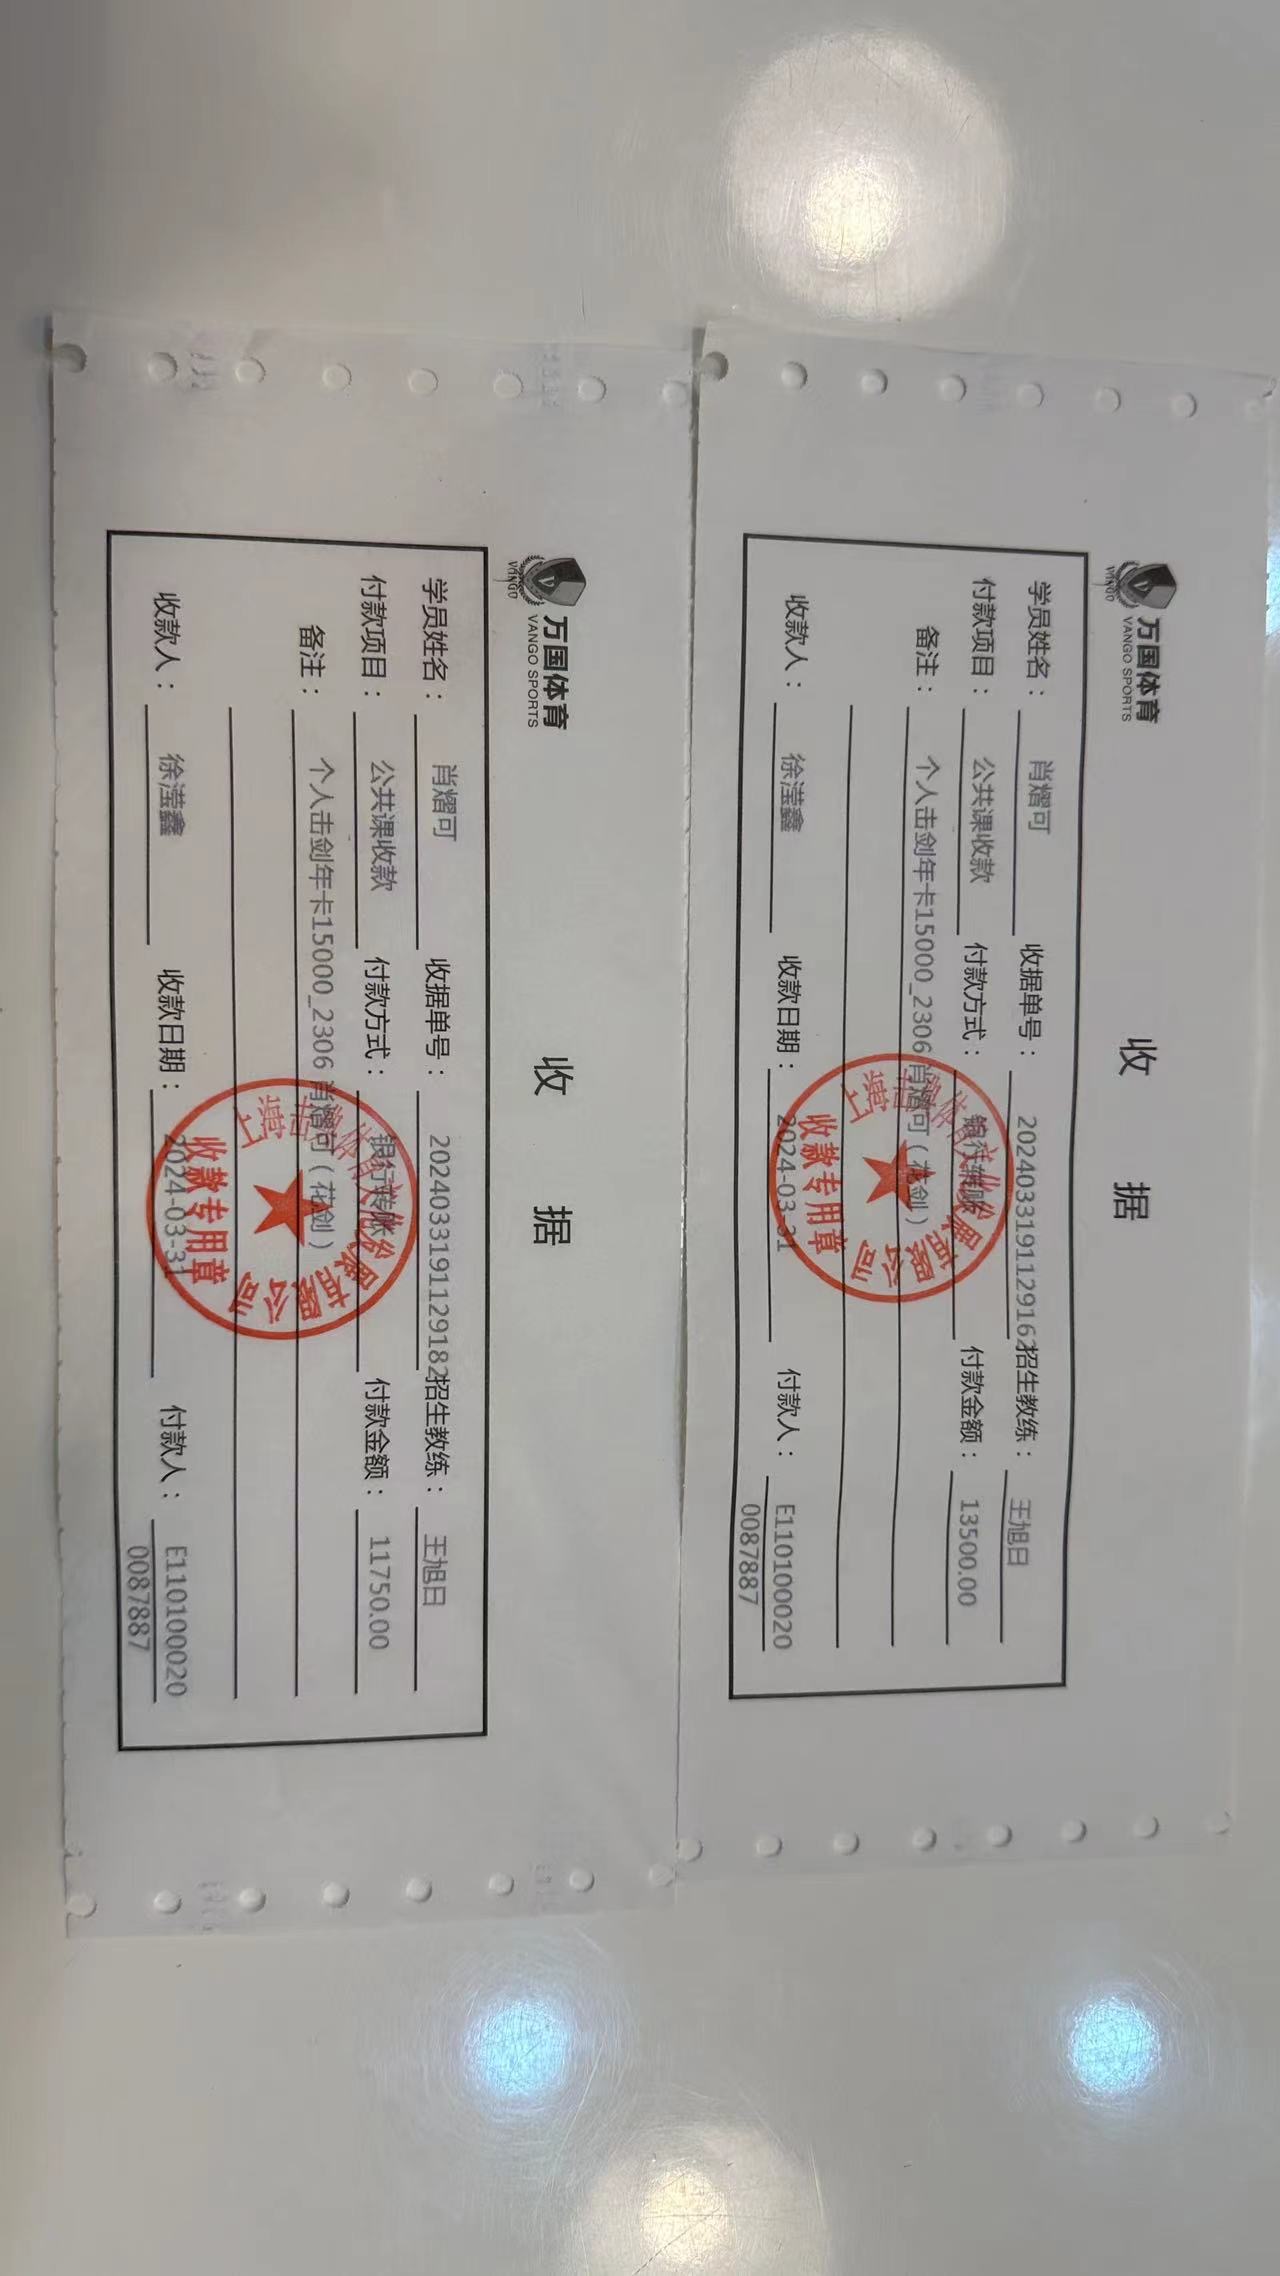 万国体育
VANGO SPORTS
VANGO
收 据
学员姓名： 肖熠可 收据单号： 2024033191129162 招生教练： 王旭日
付款项目： 公共课收款 付款方式： 银行转账 付款金额： 13500.00
备注： 个人击剑年卡15000_2306 肖熠可（花剑）
收款人： 徐滢鑫 收款日期： 2024-03-31 付款人： E110100020
0087887
收款专用章
万国体育
VANGO SPORTS
VANGO
收 据
学员姓名： 肖熠可 收据单号： 2024033191129182 招生教练： 王旭日
付款项目： 公共课收款 付款方式： 银行转账 付款金额： 11750.00
备注： 个人击剑年卡15000_2306 肖熠可（花剑）
收款人： 徐滢鑫 收款日期： 2024-03-31 付款人： E110100020
0087887
收款专用章